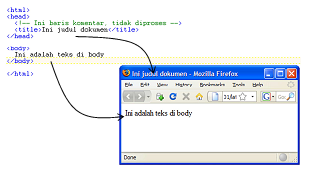 <html>
<head>
<!-- Ini baris komentar, tidak diproses -->
<title>Ini judul dokumen</title>
</head>
<body>
Ini adalah teks di body
</body>
</html>
Ini judul dokumen - Mozilla Firefox
File Edit View History Bookmarks Tools Help
Ini adalah teks di body
Done